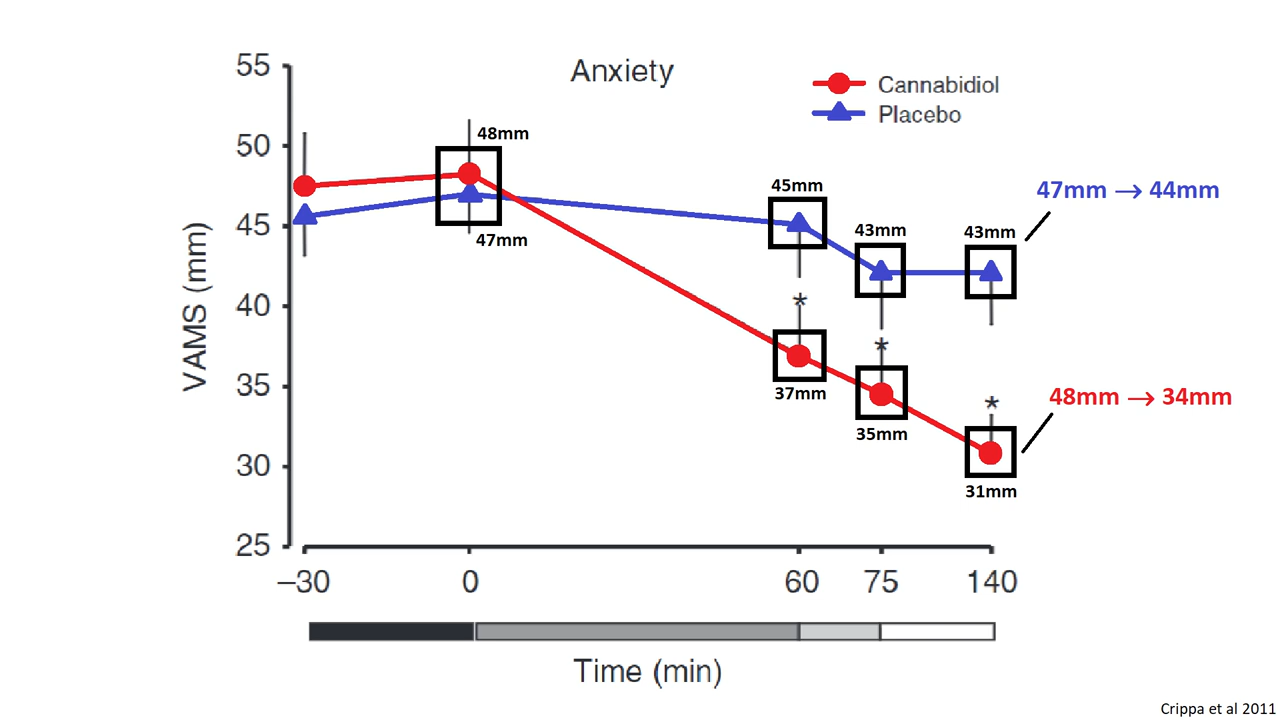 Anxiety
Cannabidiol
Placebo
55
50
45
40
35
30
25
VAMS (mm)
48mm
47mm
45mm
43mm
43mm
47mm → 44mm
*
*
*
37mm
35mm
31mm
48mm → 34mm
–30 0 60 75 140
Time (min)
Crippa et al 2011